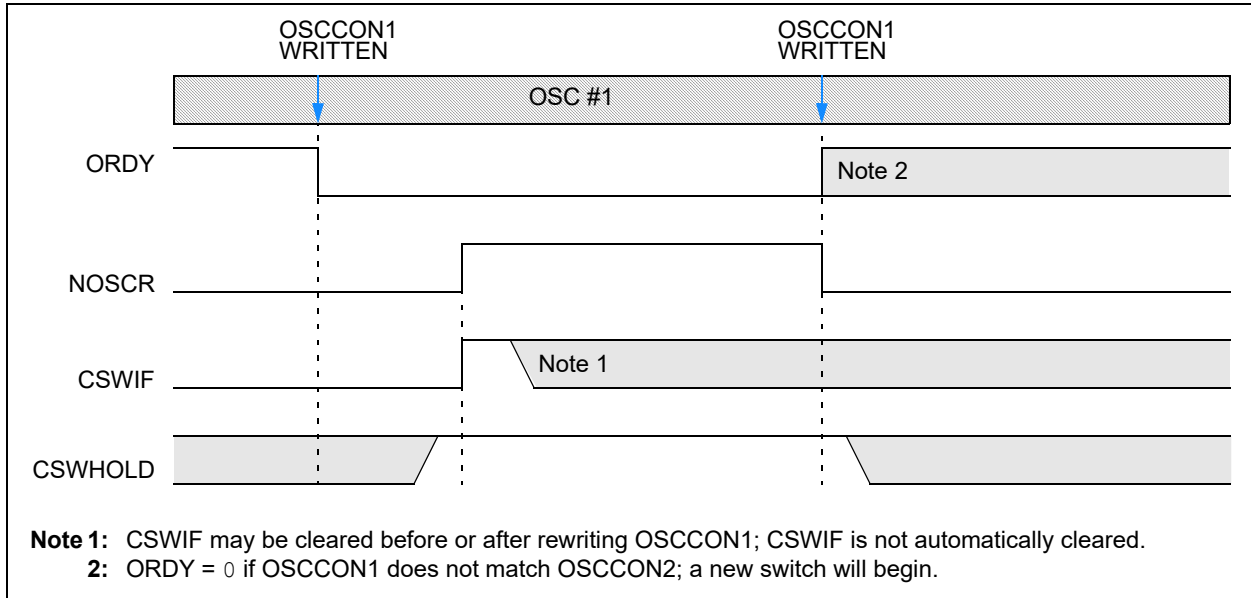 OSCCON1
WRITTEN
OSCCON1
WRITTEN
OSC #1
ORDY
Note 2
NOSCR
CSWIF
Note 1
CSWHOLD
Note 1: CSWIF may be cleared before or after rewriting OSCCON1; CSWIF is not automatically cleared.
2: ORDY = 0 if OSCCON1 does not match OSCCON2; a new switch will begin.